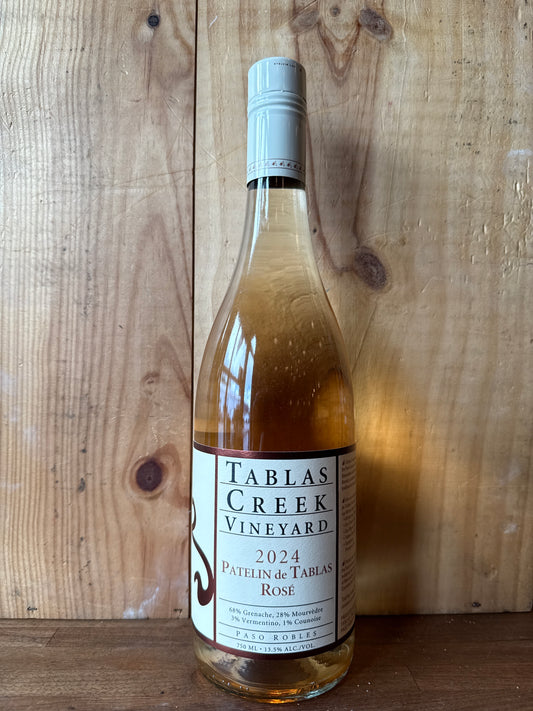 TABLAS
CREEK
VINEYARD
2024
PATELIN de TABLAS
ROSÉ
68% Grenache, 28% Mourvèdre
3% Vermentino, 1% Counoise
PASO ROBLES
750 ML • 13.5% ALC./VOL.